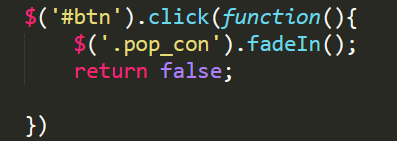 $('#btn').click(function(){
    $('.pop_con').fadeIn();
    return false;

})